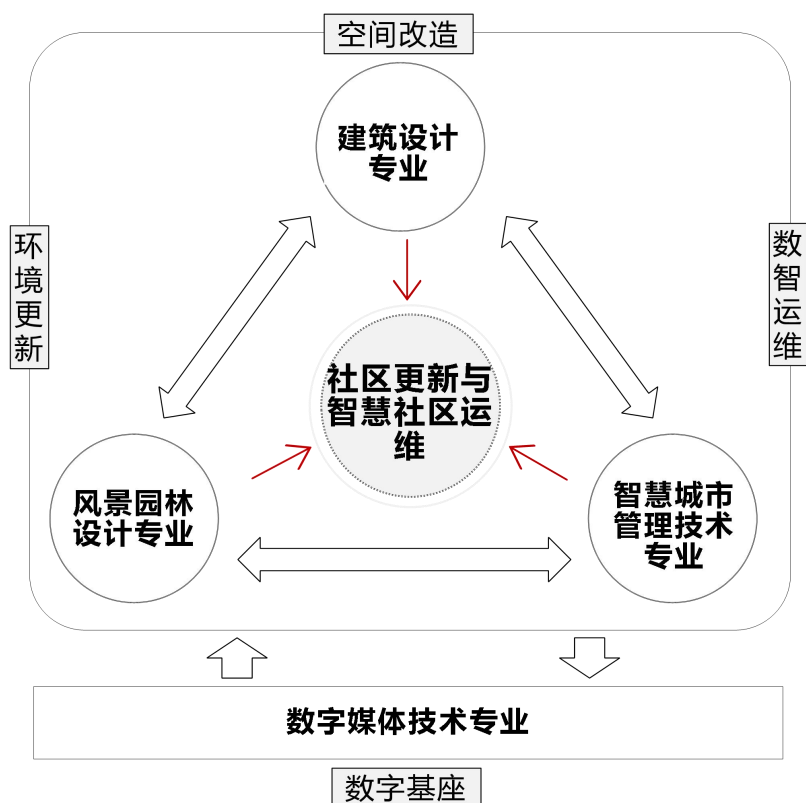 空间改造
建筑设计
专业
环境更新
数智运维
社区更新与
智慧社区运
维
风景园林
设计专业
智慧城市
管理技术
专业
数字媒体技术专业
数字基座